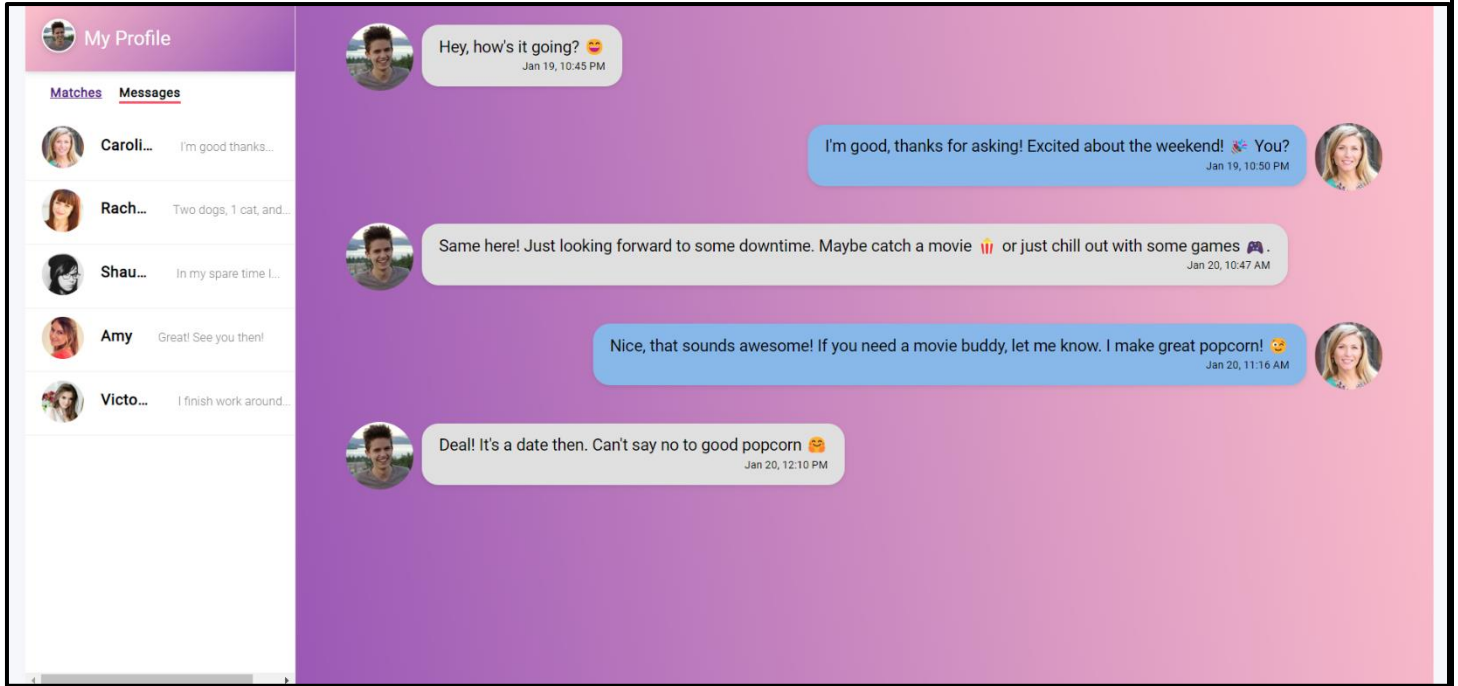 My Profile
Matches Messages
Caroli... I'm good thanks...
Rach... Two dogs, 1 cat, and...
Shau... In my spare time I...
Amy Great! See you then!
Victo... I finish work around...
Hey, how's it going? 😄
Jan 19, 10:45 PM
I'm good, thanks for asking! Excited about the weekend! 🎉 You?
Jan 19, 10:50 PM
Same here! Just looking forward to some downtime. Maybe catch a movie 🍿 or just chill out with some games 🎮.
Jan 20, 10:47 AM
Nice, that sounds awesome! If you need a movie buddy, let me know. I make great popcorn! 😉
Jan 20, 11:16 AM
Deal! It's a date then. Can't say no to good popcorn 🤗
Jan 20, 12:10 PM